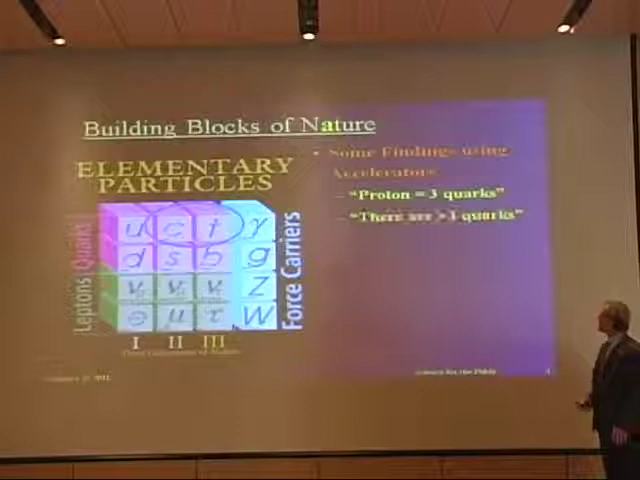 Building Blocks of Nature
ELEMENTARY
PARTICLES
Quarks
Leptons
u c t γ
d s b g
ν ν ν Z
e μ τ W
Force Carriers
I II III
• Some Findings using
Accelerators
– "Proton = 3 quarks"
– "There are >3 quarks"